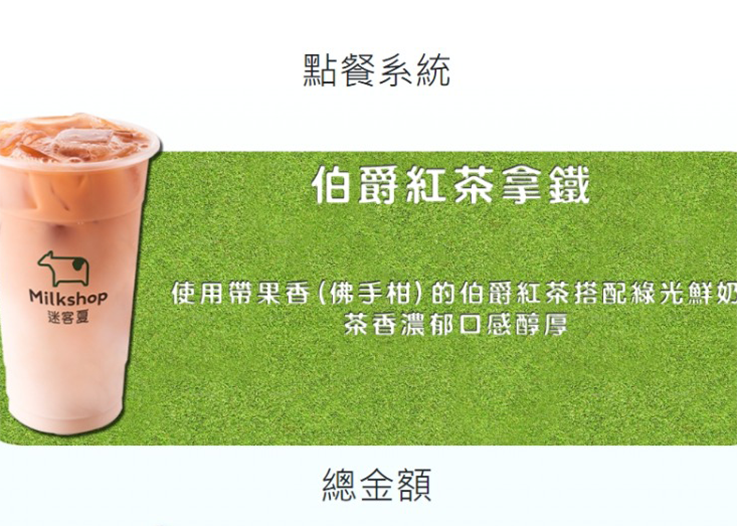 點餐系統
伯爵紅茶拿鐵
Milkshop
迷客夏
使用帶果香(佛手柑)的伯爵紅茶搭配綠光鮮奶
茶香濃郁口感醇厚
總金額